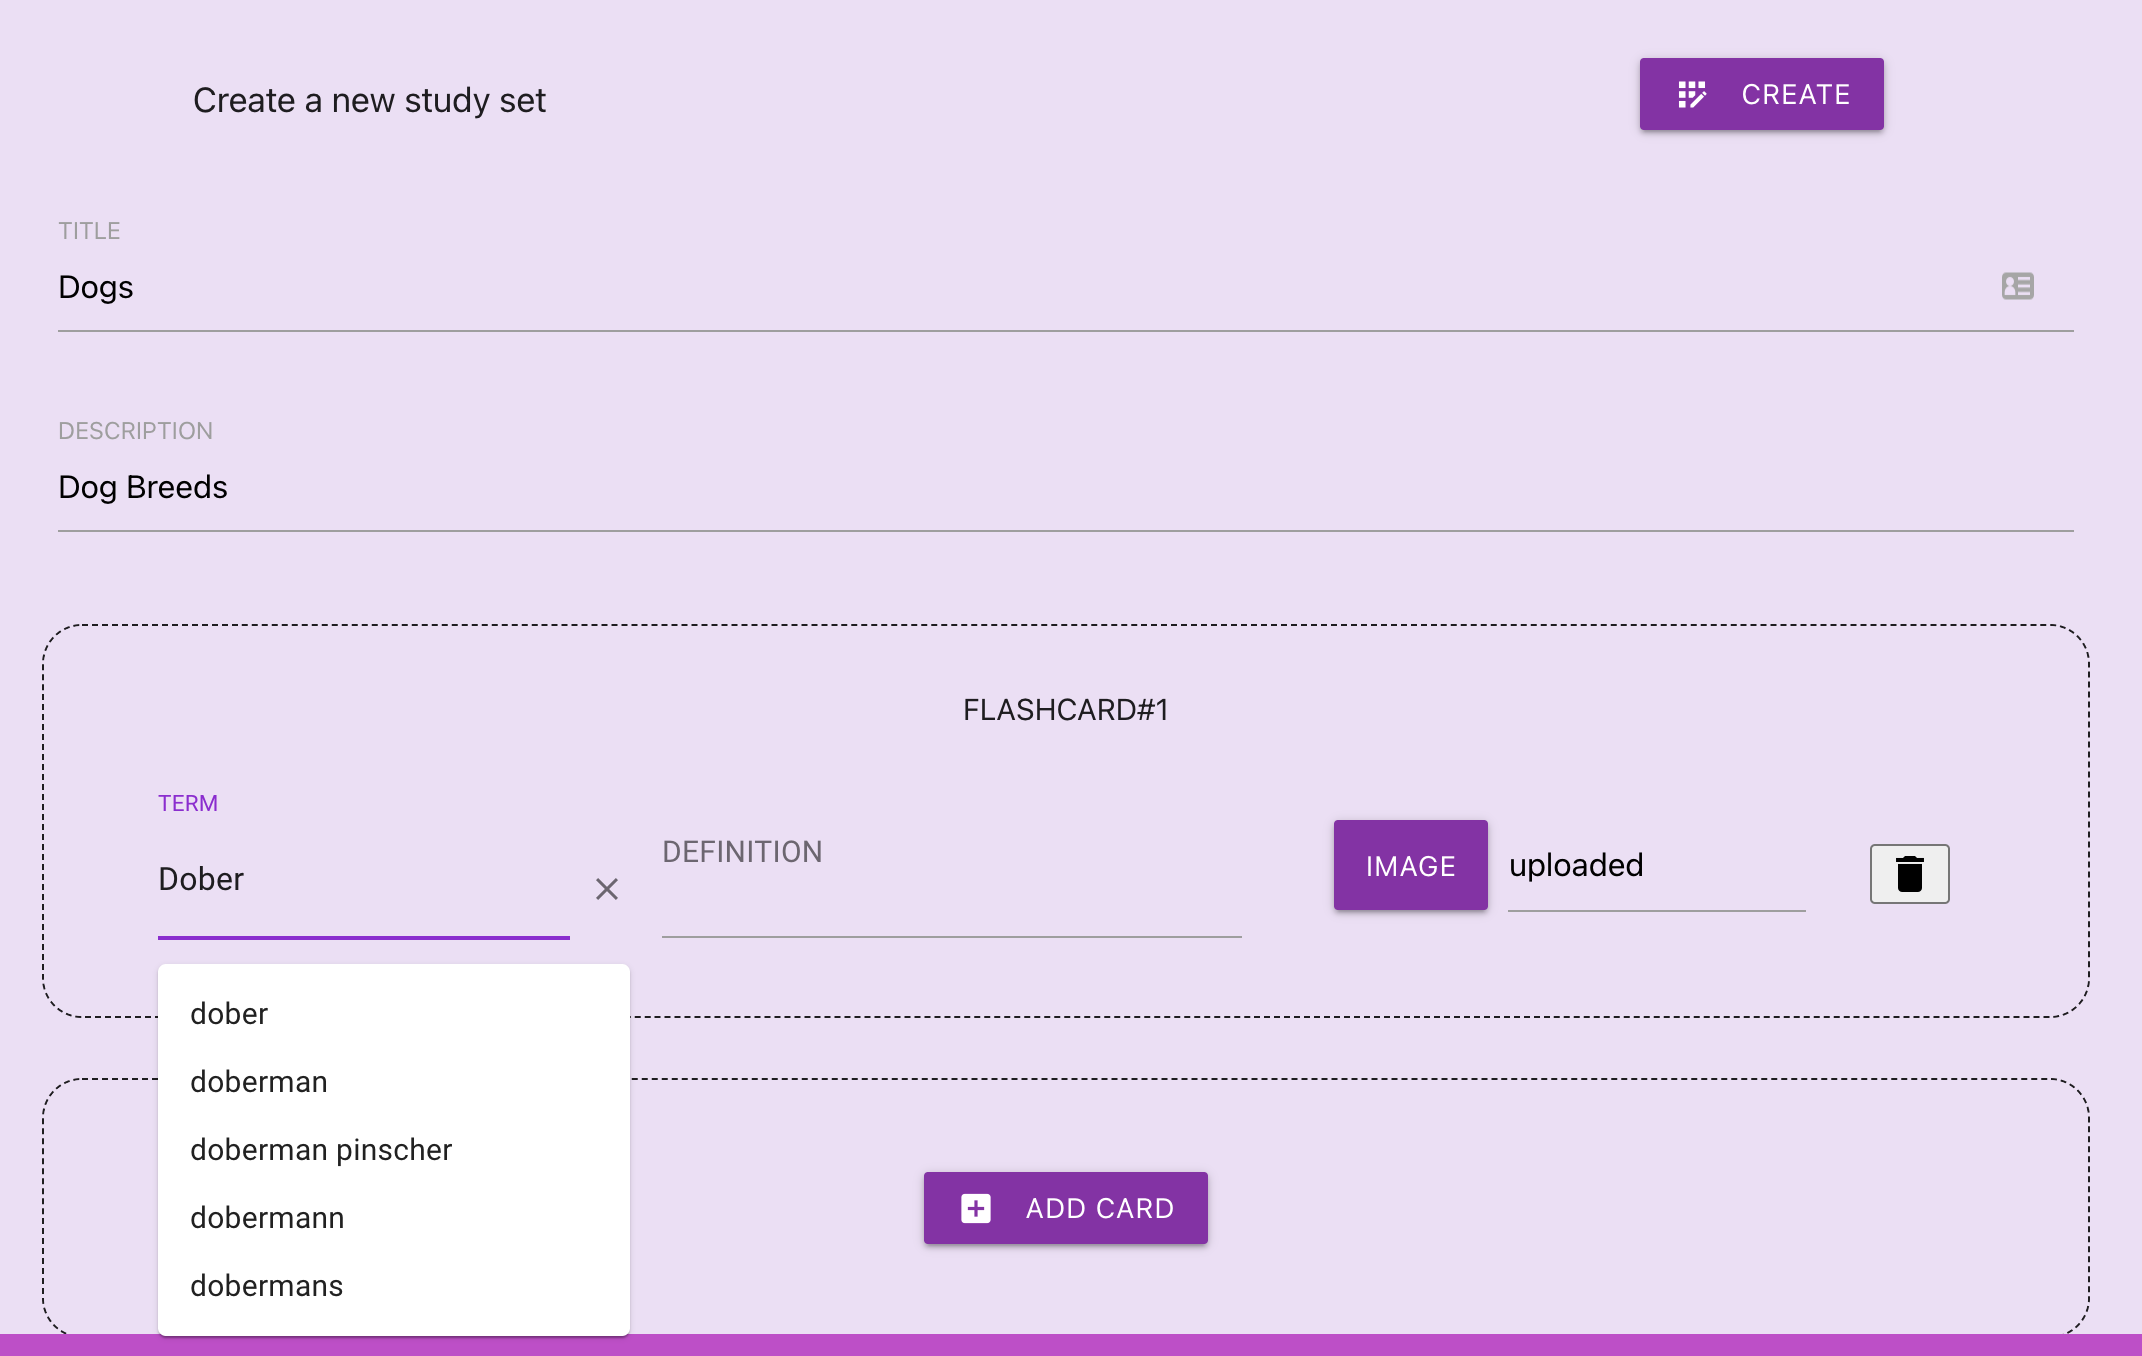 Create a new study set
CREATE
TITLE
Dogs
DESCRIPTION
Dog Breeds
FLASHCARD#1
TERM
Dober
DEFINITION
IMAGE
uploaded
dober
doberman
doberman pinscher
dobermann
dobermans
ADD CARD